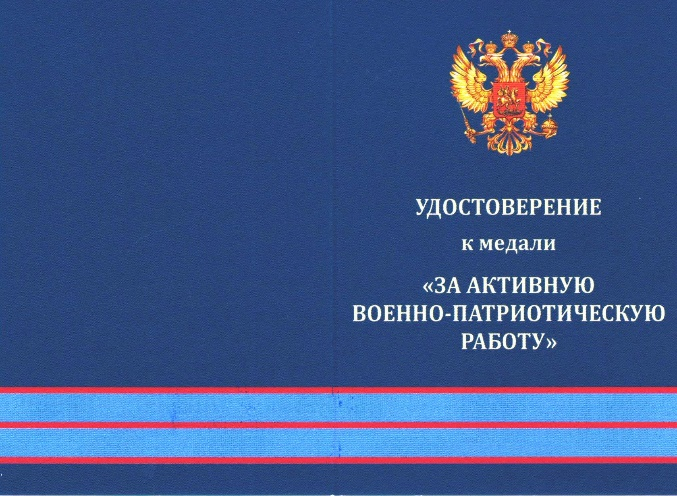 УДОСТОВЕРЕНИЕ
к медали
«ЗА АКТИВНУЮ
ВОЕННО-ПАТРИОТИЧЕСКУЮ
РАБОТУ»